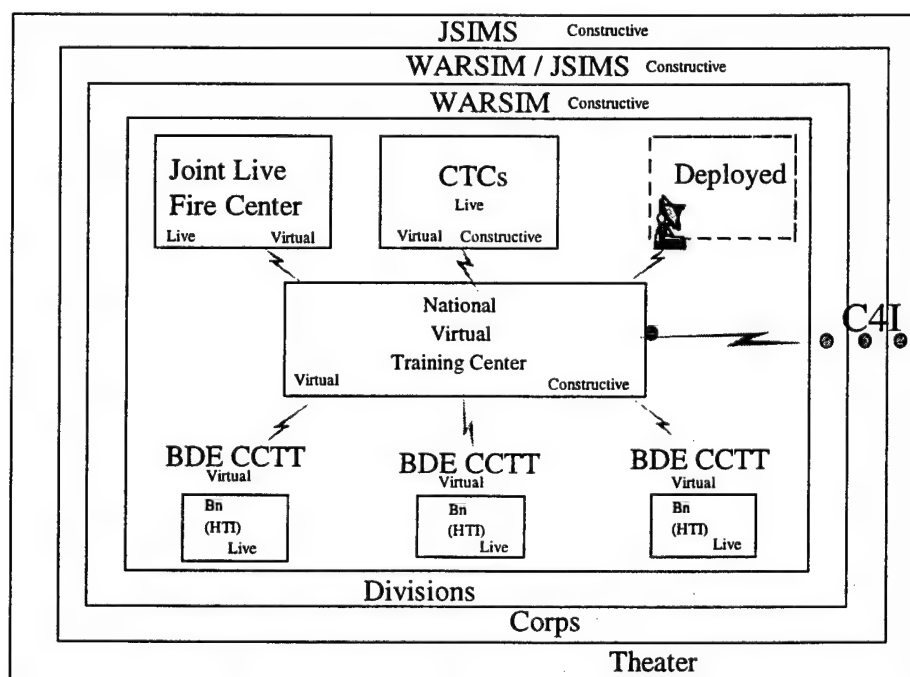 JSIMS Constructive
WARSIM / JSIMS Constructive
WARSIM Constructive
Joint Live
Fire Center
Live Virtual
CTCs
Live
Virtual Constructive
Deployed
National
Virtual
Training Center
Virtual Constructive
C4I
BDE CCTT
Virtual
Bn
(HTI)
Live
BDE CCTT
Virtual
Bn
(HTI)
Live
BDE CCTT
Virtual
Bn
(HTI)
Live
Divisions
Corps
Theater